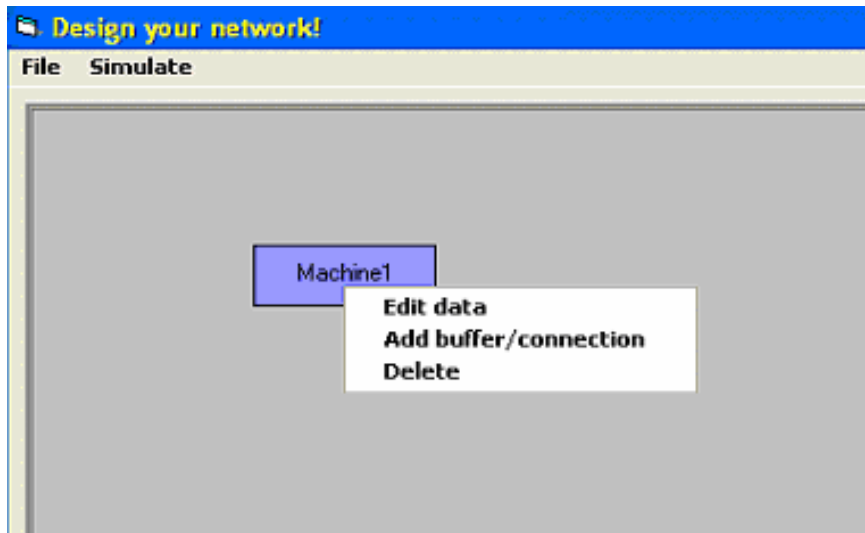 Design your network!
File Simulate
Machine1
Edit data
Add buffer/connection
Delete